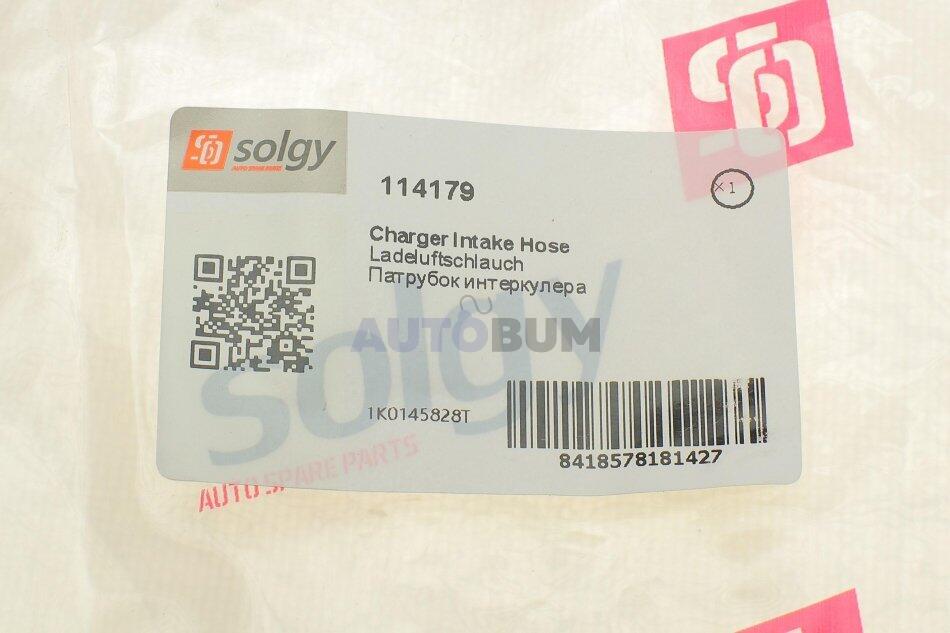 solgy
AUTO SPARE PARTS
114179
×1
Charger Intake Hose
Ladeluftschlauch
Патрубок интеркулера
AUTOBUM
solgy
1K0145828T
8418578181427
AUTO SPARE PARTS